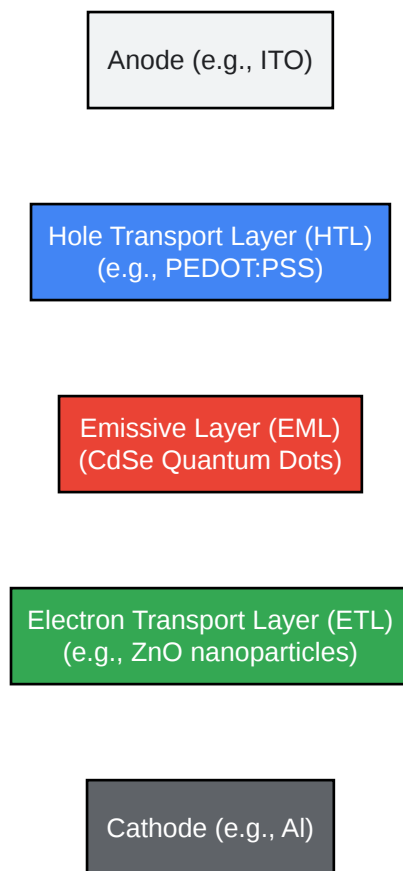 Anode (e.g., ITO)
Hole Transport Layer (HTL)
(e.g., PEDOT:PSS)
Emissive Layer (EML)
(CdSe Quantum Dots)
Electron Transport Layer (ETL)
(e.g., ZnO nanoparticles)
Cathode (e.g., Al)